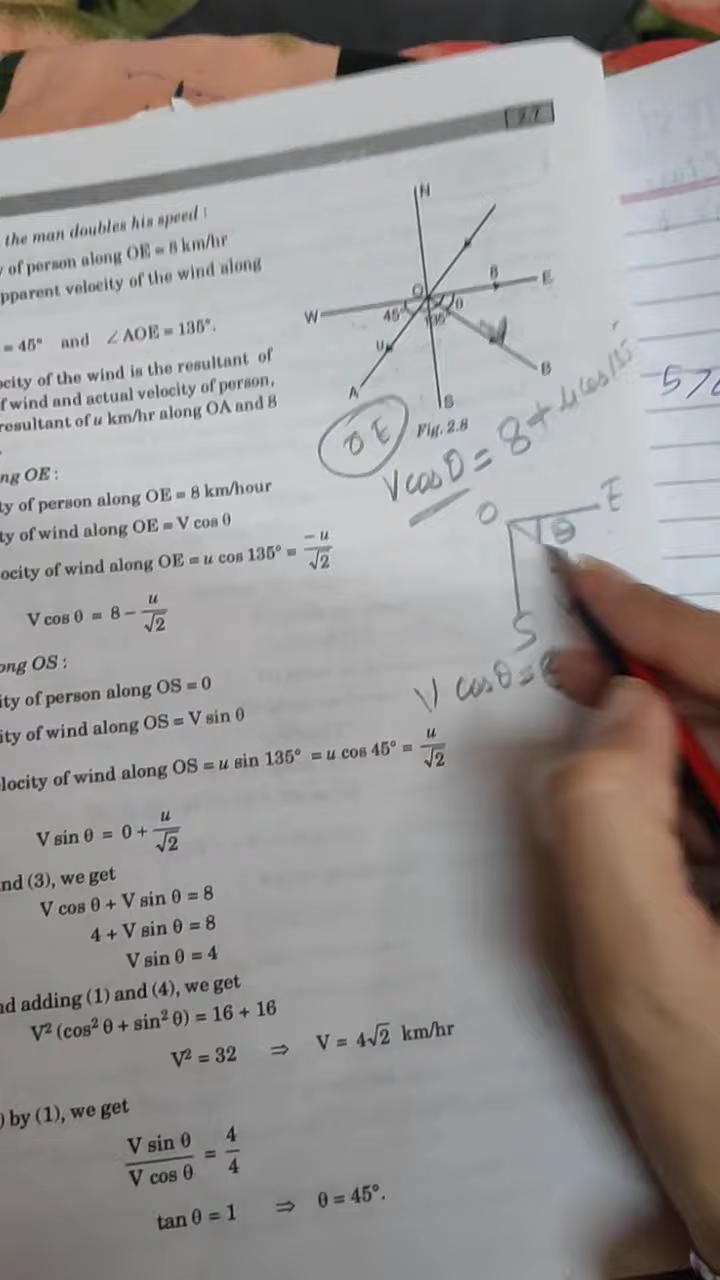 the man doubles his speed :
of person along OE = 8 km/hr
pparent velocity of the wind along
= 45° and ∠ AOE = 135°.
ocity of the wind is the resultant of
f wind and actual velocity of person,
resultant of u km/hr along OA and 8
N
O
B
E
W
45°
135°
θ
u
A
S
B
Fig. 2.8
OE
V cos θ = 8 + u cos 135
ng OE :
ty of person along OE = 8 km/hour
ty of wind along OE = V cos θ
ocity of wind along OE = u cos 135° = −u/√2
V cos θ = 8 − u/√2
O E
θ
S
V cos θ =
ong OS :
ity of person along OS = 0
ity of wind along OS = V sin θ
locity of wind along OS = u sin 135° = u cos 45° = u/√2
V sin θ = 0 + u/√2
nd (3), we get
V cos θ + V sin θ = 8
4 + V sin θ = 8
V sin θ = 4
nd adding (1) and (4), we get
V² (cos² θ + sin² θ) = 16 + 16
V² = 32 ⇒ V = 4√2 km/hr
) by (1), we get
V sin θ / V cos θ = 4/4
tan θ = 1 ⇒ θ = 45°.